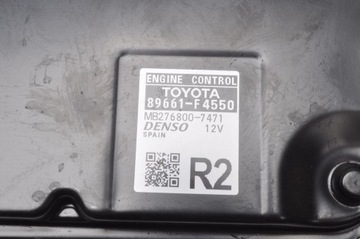 ENGINE CONTROL
TOYOTA
89661-F4550
MB276800-7471
DENSO 12V
SPAIN
R2